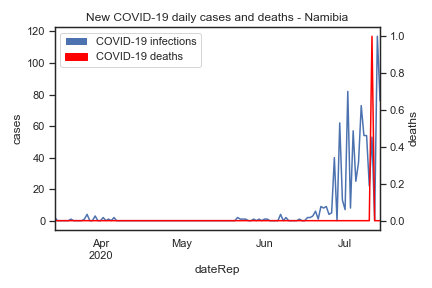 New COVID-19 daily cases and deaths - Namibia
COVID-19 infections
COVID-19 deaths
120
100
80
60
40
20
0
cases
1.0
0.8
0.6
0.4
0.2
0.0
deaths
Apr
2020
May
Jun
Jul
dateRep